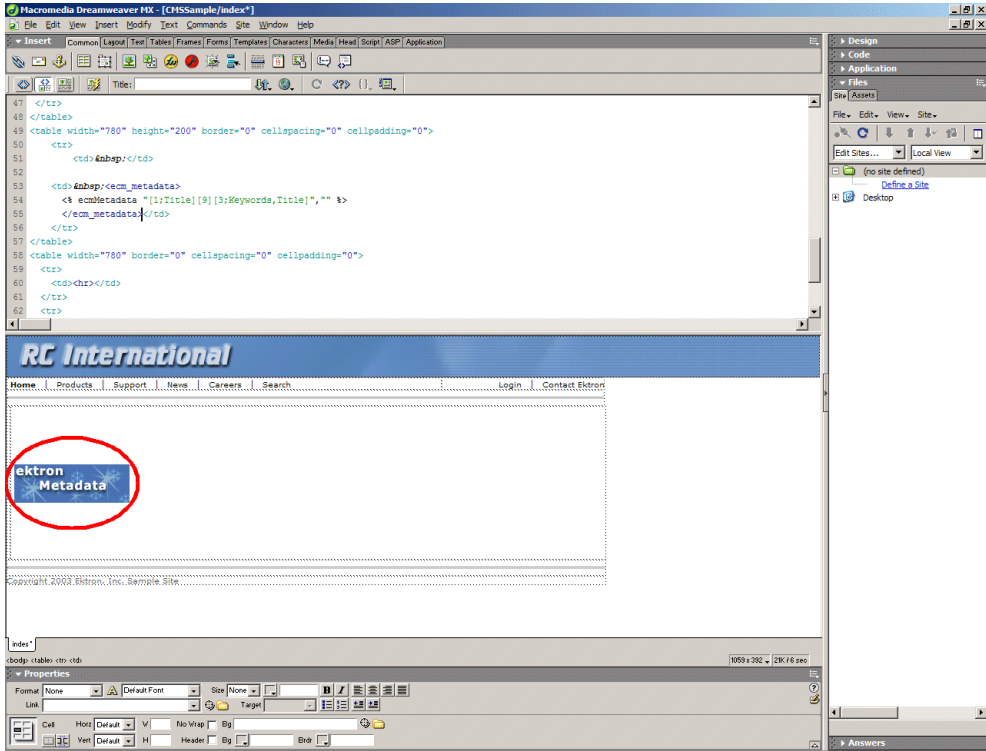 Macromedia Dreamweaver MX - [CMSSample/index*]
File Edit View Insert Modify Text Commands Site Window Help
Insert Common Layout Text Tables Frames Forms Templates Characters Media Head Script ASP Application
Title:
47 </tr>
48 </table>
49 <table width="780" height="200" border="0" cellspacing="0" cellpadding="0">
50 <tr>
51 <td>&nbsp;</td>
52
53 <td>&nbsp;<ecm_metadata>
54 <% ecmMetadata "[1;Title][9][3;Keywords,Title]","" %>
55 </ecm_metadata></td>
56 </tr>
57 </table>
58 <table width="780" border="0" cellspacing="0" cellpadding="0">
59 <tr>
60 <td><hr></td>
61 </tr>
62 <tr>
RC International
Home | Products | Support | News | Careers | Search Login | Contact Ektron
ektron
Metadata
Copyright 2003 Ektron, Inc. Sample Site
index*
<body> <table> <tr> <td>
1059 x 392 21K / 6 sec
Properties
Format None Default Font Size None B I
Link Target
Cell Horz Default W No Wrap Bg
Vert Default H Header Bg Brdr
Design
Code
Application
Files
Site Assets
File Edit View Site
Edit Sites... Local View
(no site defined)
Define a Site
Desktop
Answers